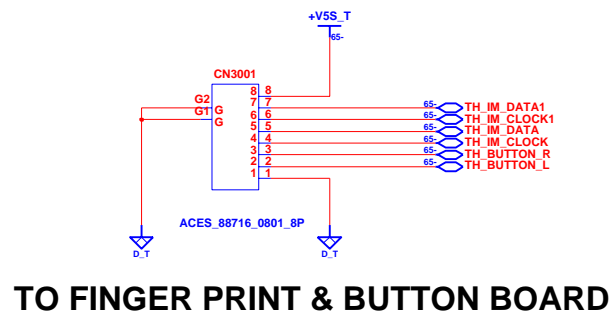 +V5S_T
65-
CN3001
8 8
G2 G 7 7 65- TH_IM_DATA1
G1 G 6 6 65- TH_IM_CLOCK1
5 5 65- TH_IM_DATA
4 4 65- TH_IM_CLOCK
3 3 65- TH_BUTTON_R
2 2 65- TH_BUTTON_L
1 1
ACES_88716_0801_8P
D_T D_T
TO FINGER PRINT & BUTTON BOARD